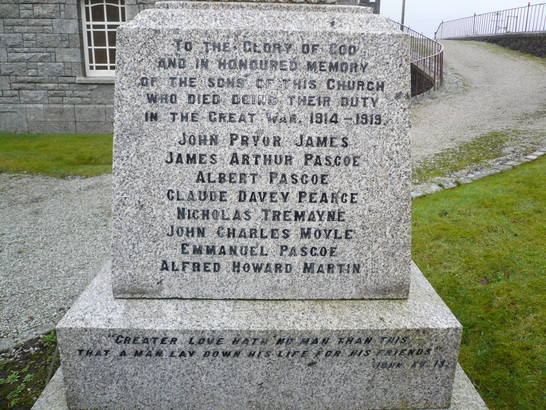 TO THE GLORY OF GOD
AND IN HONOURED MEMORY
OF THE SONS OF THIS CHURCH
WHO DIED DOING THEIR DUTY
IN THE GREAT WAR. 1914-1919.
JOHN PRYOR JAMES.
JAMES ARTHUR PASCOE
ALBERT PASCOE
CLAUDE DAVEY PEARCE
NICHOLAS TREMAYNE
JOHN CHARLES MOYLE
EMMANUEL PASCOE
ALFRED HOWARD MARTIN
"GREATER LOVE HATH NO MAN THAN THIS
THAT A MAN LAY DOWN HIS LIFE FOR HIS FRIENDS"
JOHN XV. 13.